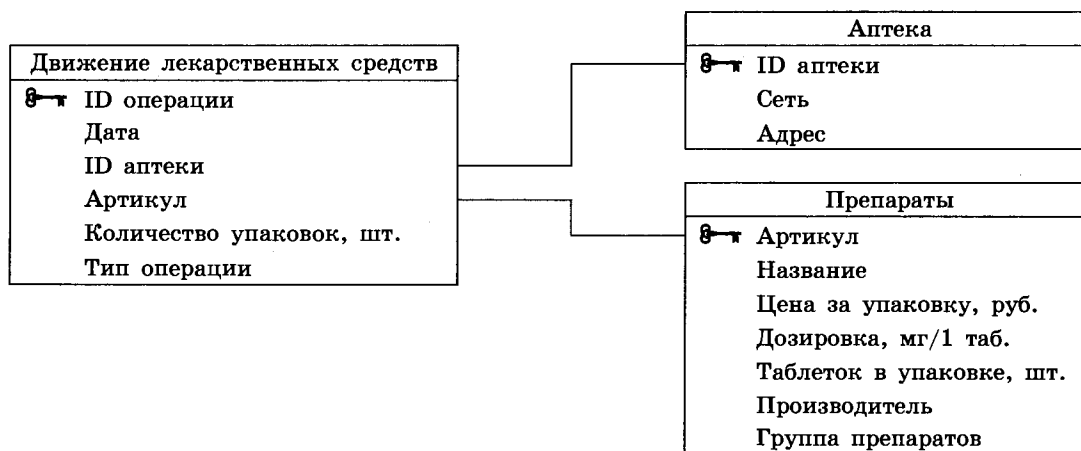 Движение лекарственных средств
ID операции
Дата
ID аптеки
Артикул
Количество упаковок, шт.
Тип операции
Аптека
ID аптеки
Сеть
Адрес
Препараты
Артикул
Название
Цена за упаковку, руб.
Дозировка, мг/1 таб.
Таблеток в упаковке, шт.
Производитель
Группа препаратов